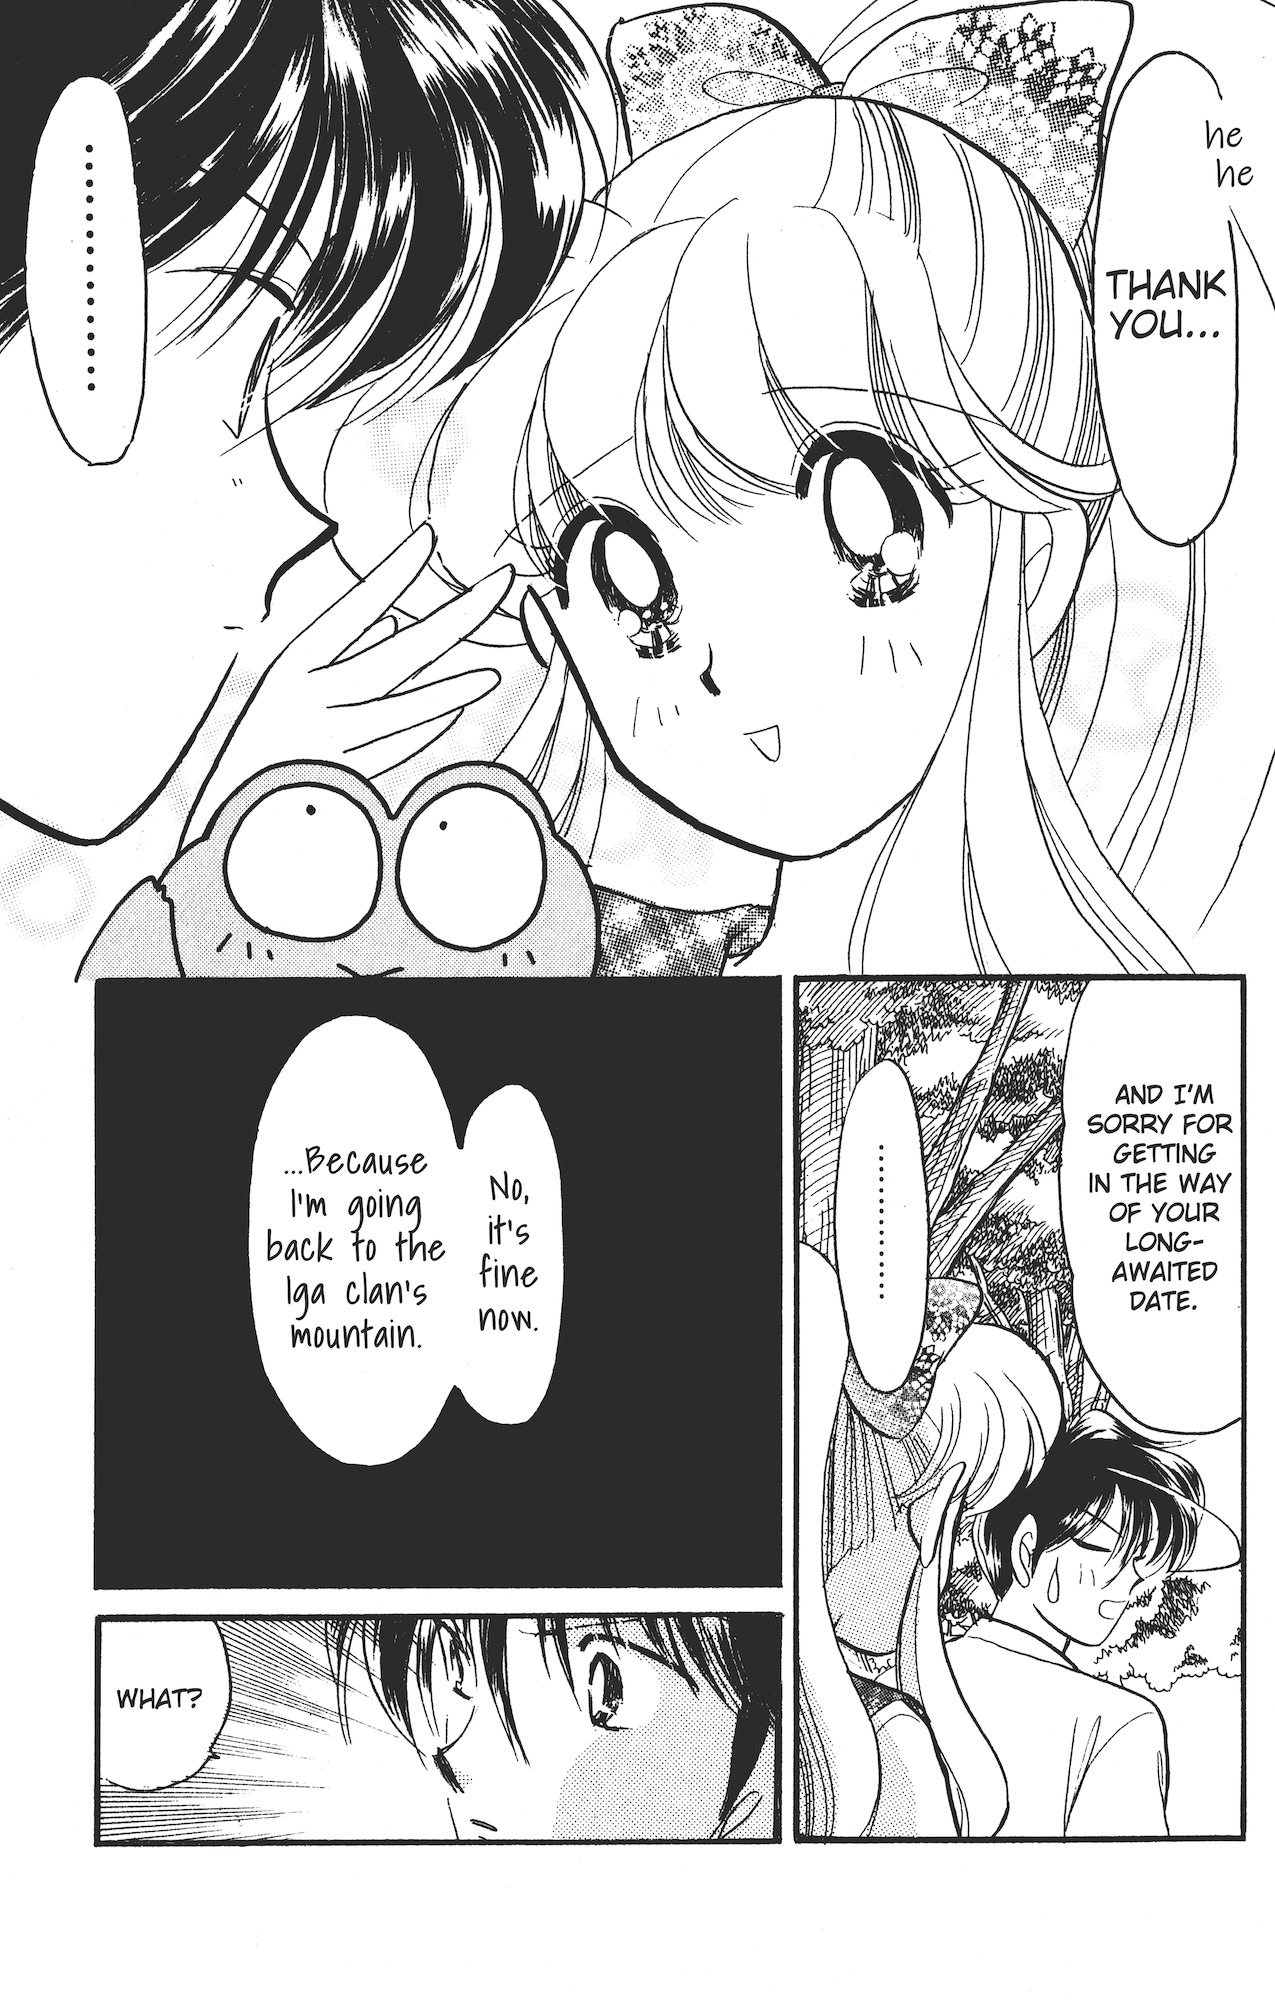 he
he
THANK
YOU...
..........
AND I'M
SORRY FOR
GETTING
IN THE WAY
OF YOUR
LONG-
AWAITED
DATE.
..........
No,
it's
fine
now.
...Because
I'm going
back to the
Iga clan's
mountain.
WHAT?